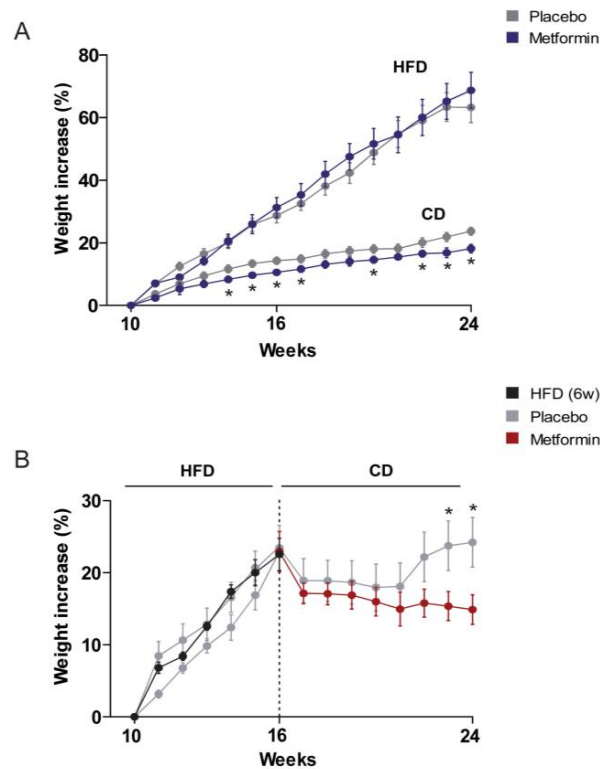 A
Placebo
Metformin
HFD
CD
Weight increase (%)
80
60
40
20
0
* * * * * * * *
10
16
24
Weeks
HFD (6w)
Placebo
Metformin
B
HFD
CD
Weight increase (%)
30
20
10
0
* *
10
16
24
Weeks